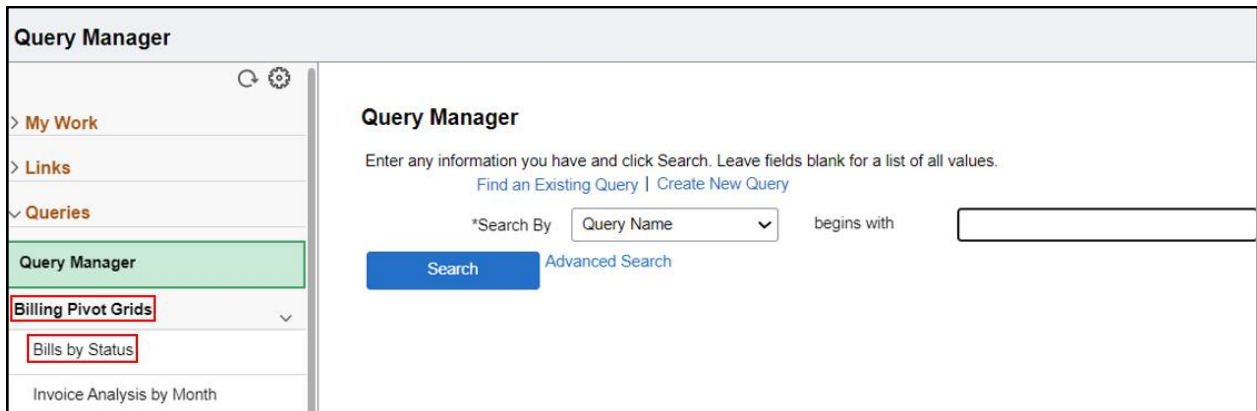 Query Manager
My Work
Links
Queries
Query Manager
Billing Pivot Grids
Bills by Status
Invoice Analysis by Month
Query Manager
Enter any information you have and click Search. Leave fields blank for a list of all values.
Find an Existing Query | Create New Query
*Search By Query Name begins with
Search Advanced Search